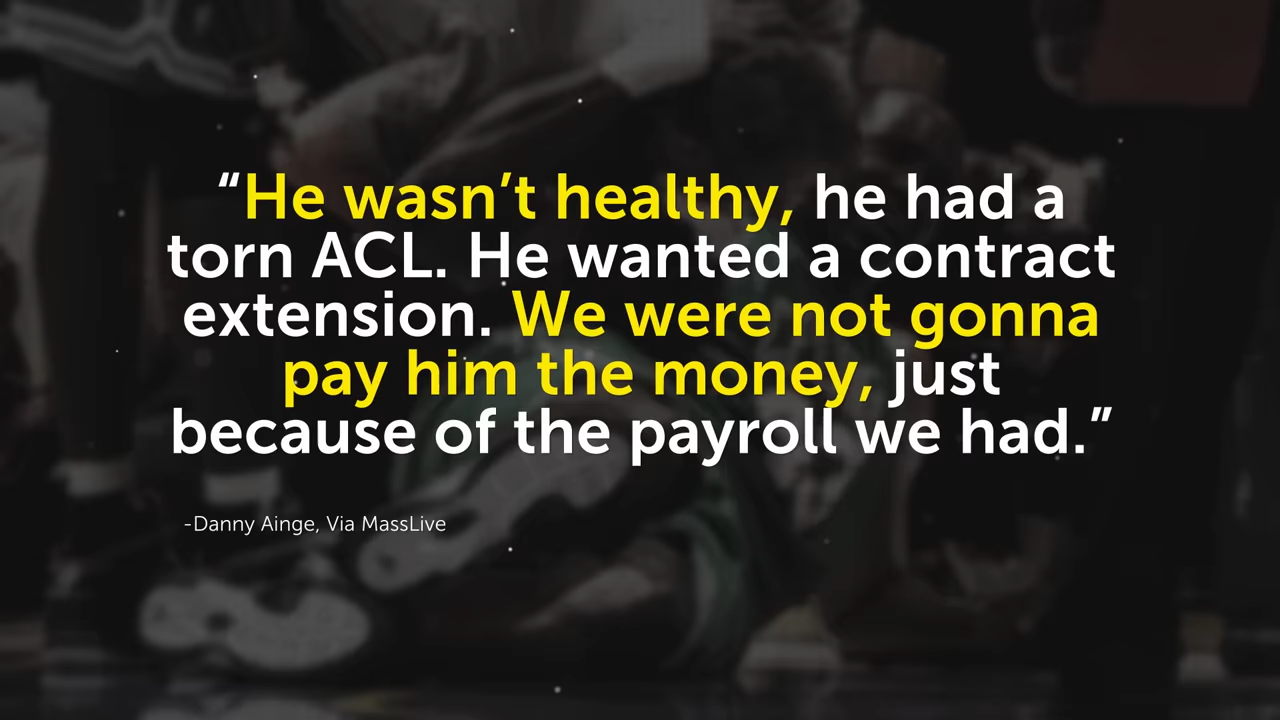 “He wasn’t healthy, he had a
torn ACL. He wanted a contract
extension. We were not gonna
pay him the money, just
because of the payroll we had.”
-Danny Ainge, Via MassLive